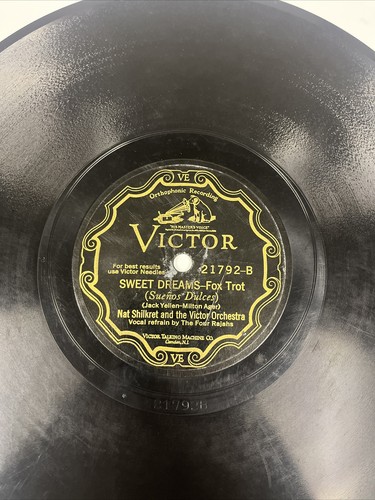 VE
Orthophonic Recording
"HIS MASTER'S VOICE"
VICTOR
For best results
use Victor Needles
21792-B
SWEET DREAMS-Fox Trot
(Sueños Dulces)
(Jack Yellen-Milton Ager)
Nat Shilkret and the Victor Orchestra
Vocal refrain by The Four Rajahs
VICTOR TALKING MACHINE CO.
Camden, N.J.
VE
21792B